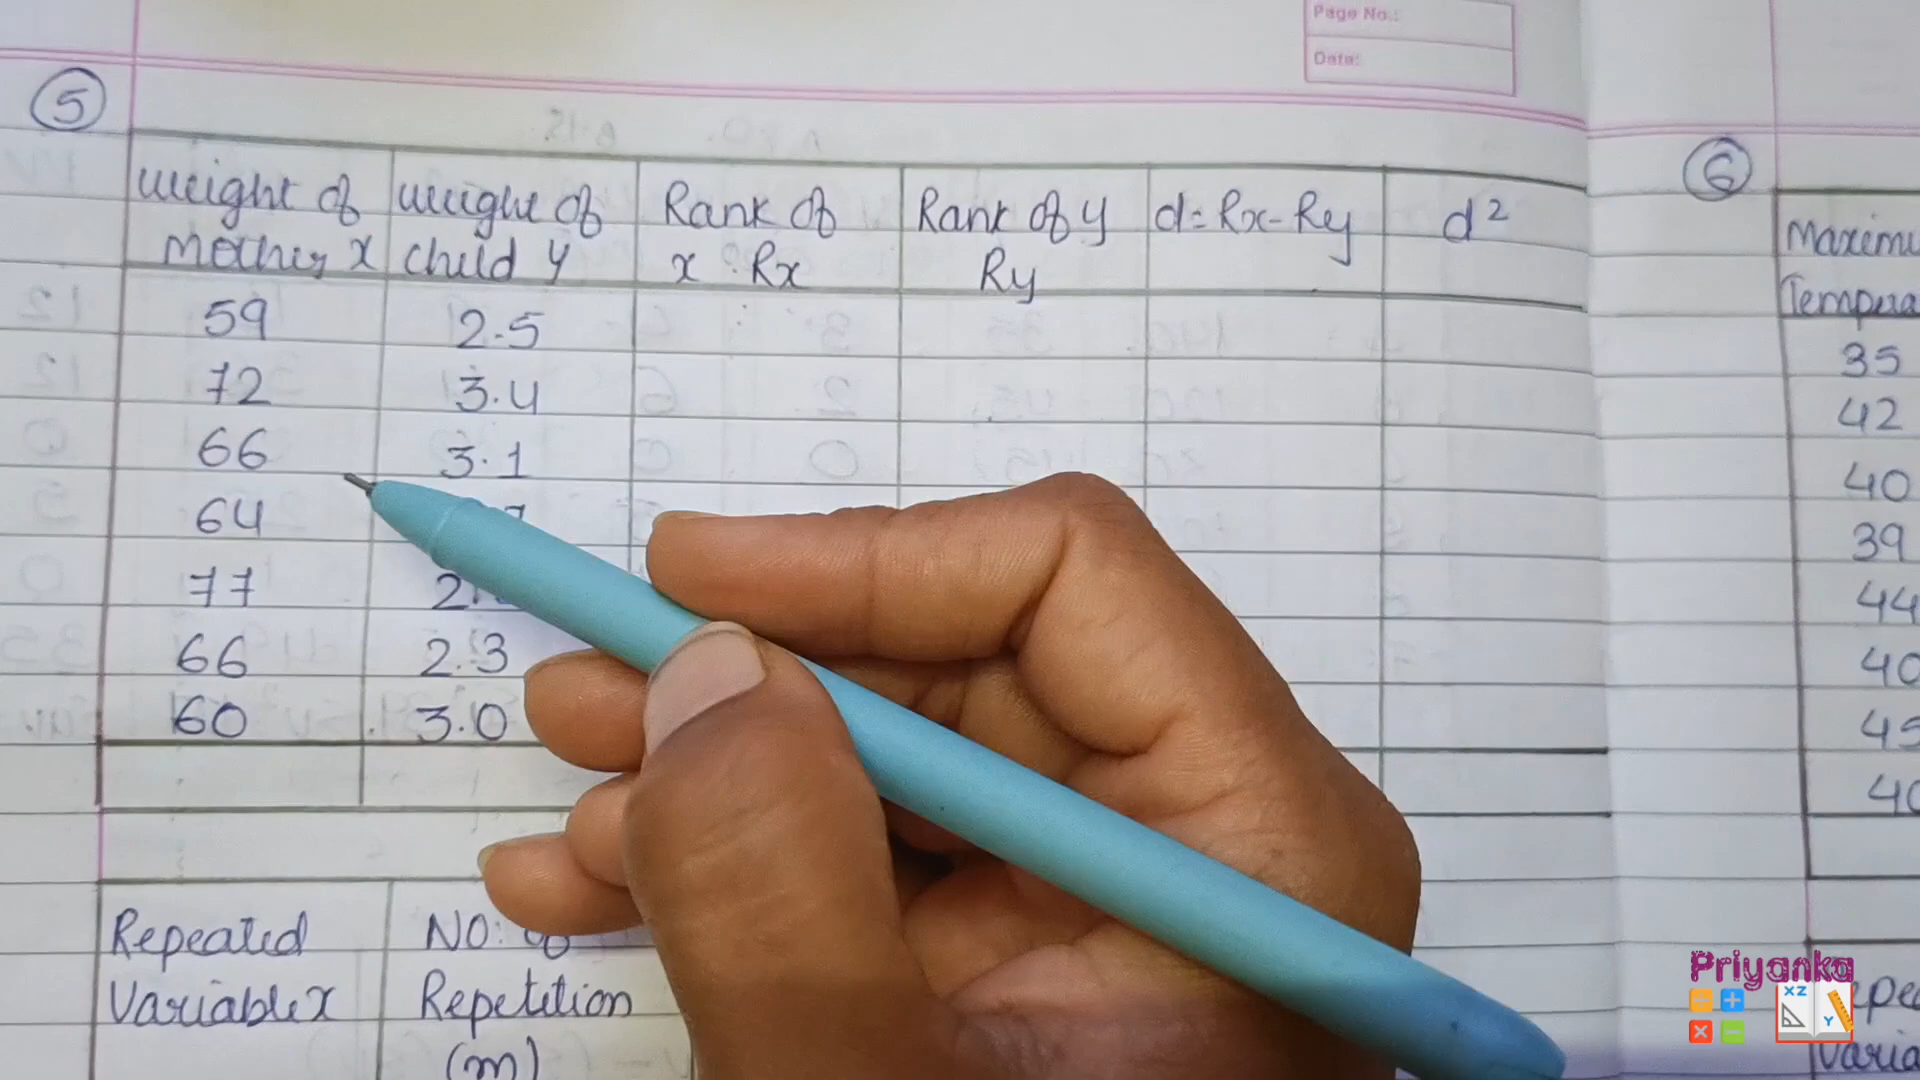 Page No.:
Date:
5
Weight of mother x
Weight of child y
Rank of x Rx
Rank of y Ry
d=Rx-Ry
d²
59 2.5
72 3.4
66 3.1
64
77
66 2.3
60 3.0
Repeated Variable x
No: of Repetition (m)
6
35
42
40
39
44
40
Priyanka
XZ
Y